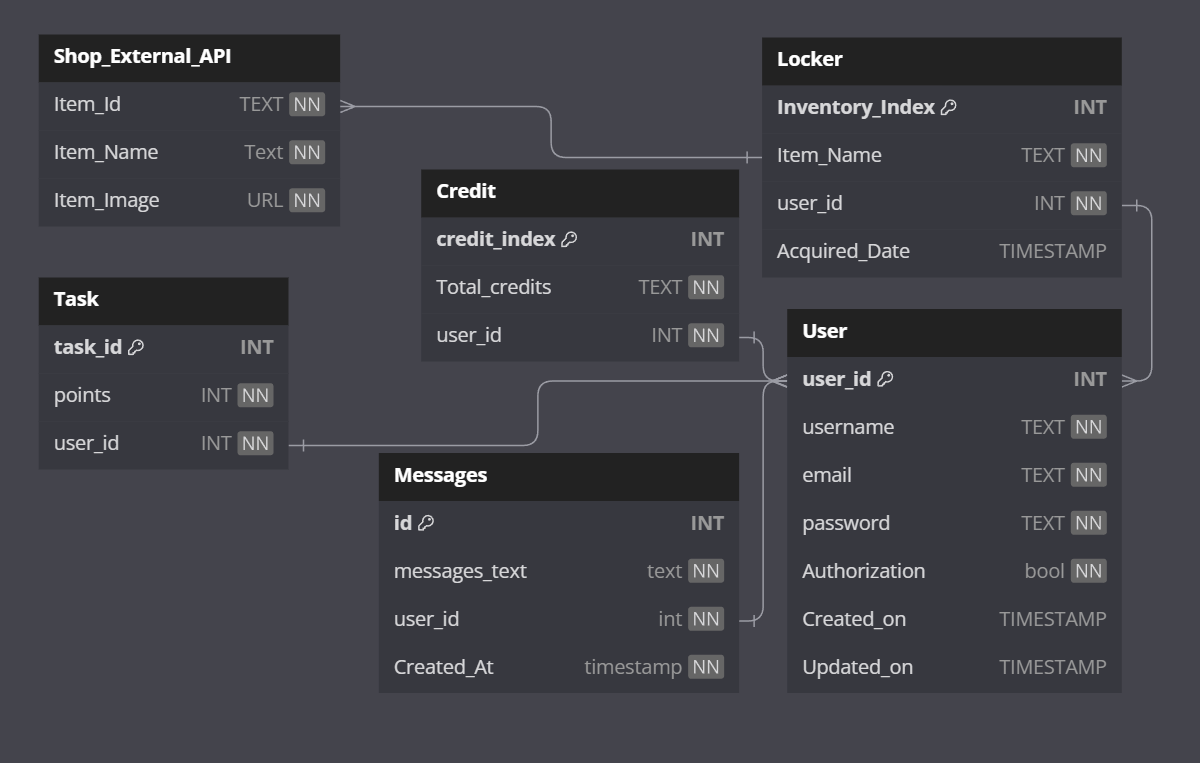 Shop_External_API
Item_Id TEXT NN
Item_Name Text NN
Item_Image URL NN
Locker
Inventory_Index INT
Item_Name TEXT NN
user_id INT NN
Acquired_Date TIMESTAMP
Credit
credit_index INT
Total_credits TEXT NN
user_id INT NN
Task
task_id INT
points INT NN
user_id INT NN
User
user_id INT
username TEXT NN
email TEXT NN
password TEXT NN
Authorization bool NN
Created_on TIMESTAMP
Updated_on TIMESTAMP
Messages
id INT
messages_text text NN
user_id int NN
Created_At timestamp NN